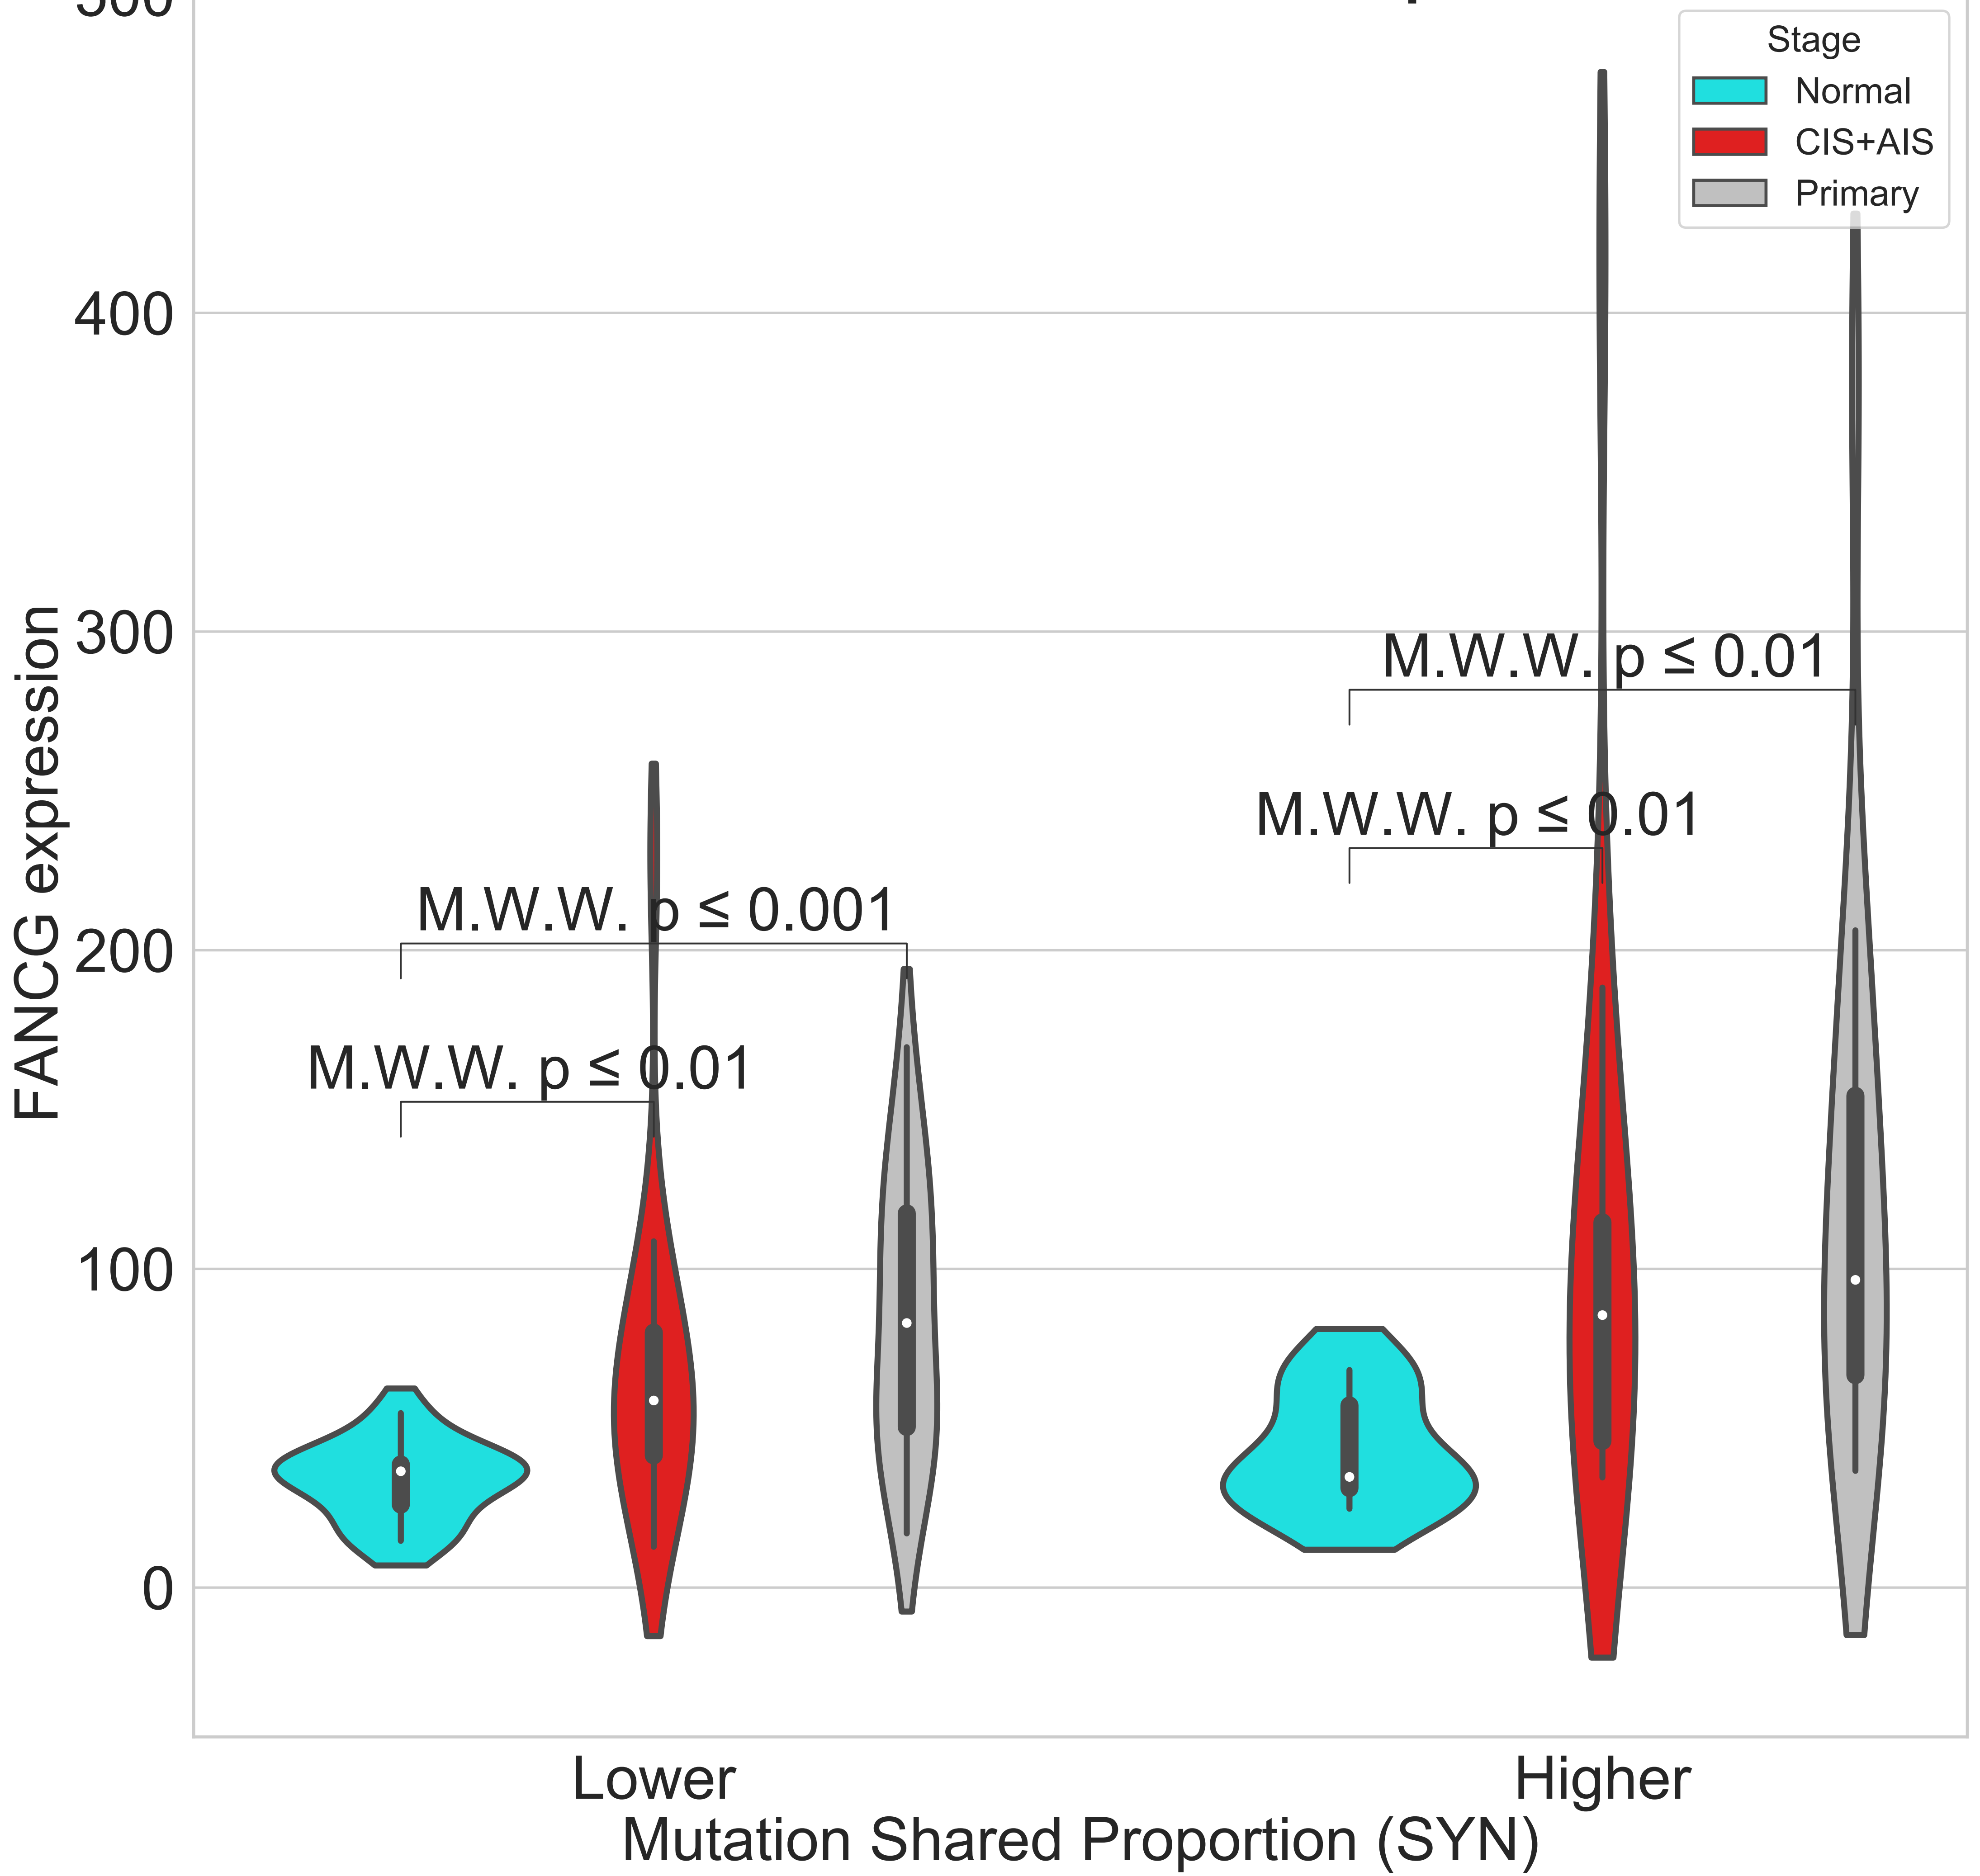 Stage
Normal
CIS+AIS
Primary
400
300
200
100
0
FANCG expression
M.W.W. p ≤ 0.01
M.W.W. p ≤ 0.01
M.W.W. p ≤ 0.001
M.W.W. p ≤ 0.01
Lower
Higher
Mutation Shared Proportion (SYN)